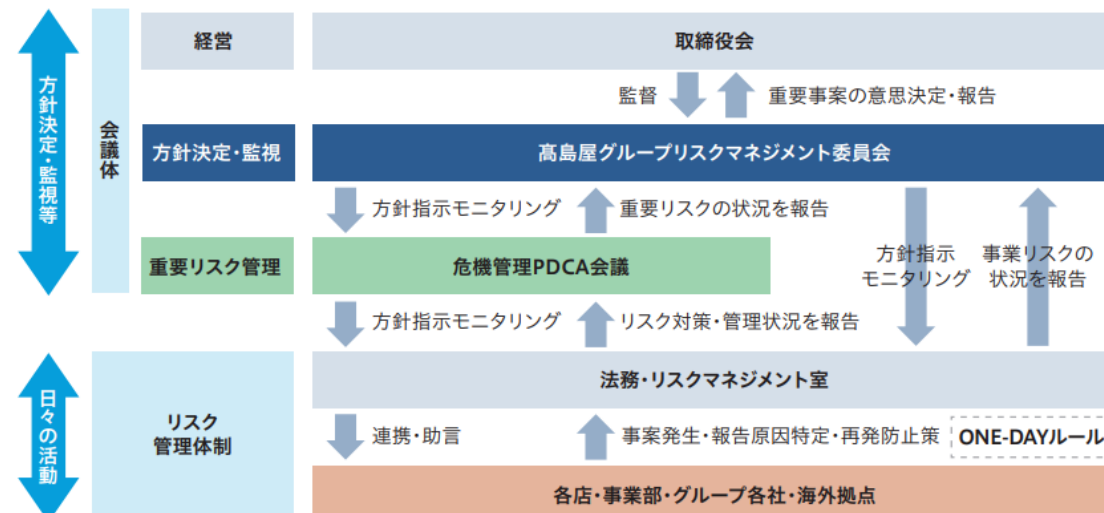 方針決定・監視等
会議体
経営
取締役会
監督
重要事案の意思決定・報告
方針決定・監視
髙島屋グループリスクマネジメント委員会
方針指示モニタリング
重要リスクの状況を報告
方針指示
モニタリング
事業リスクの
状況を報告
重要リスク管理
危機管理PDCA会議
方針指示モニタリング
リスク対策・管理状況を報告
日々の活動
リスク
管理体制
法務・リスクマネジメント室
連携・助言
事案発生・報告原因特定・再発防止策
ONE-DAYルール
各店・事業部・グループ各社・海外拠点